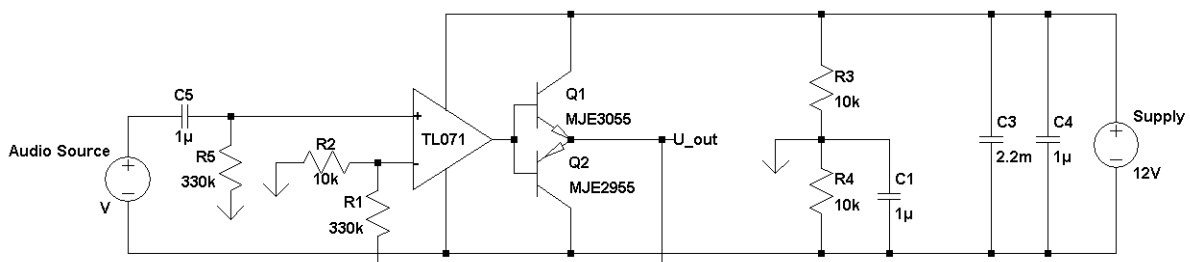 C5
1µ
Audio Source
V
R5
330k
R2
10k
R1
330k
+
-
TL071
Q1
MJE3055
Q2
MJE2955
U_out
R3
10k
R4
10k
C1
1µ
C3
2.2m
C4
1µ
Supply
12V